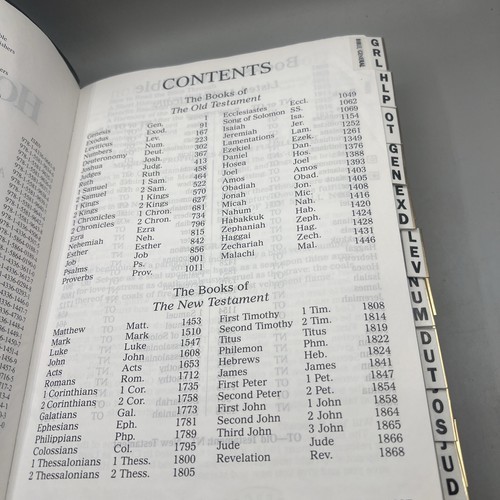 CONTENTS
The Books of
The Old Testament
Genesis Gen. 1
Exodus Exod. 91
Leviticus Lev. 167
Numbers Num. 223
Deuteronomy Deut. 302
Joshua Josh. 367
Judges Judg. 413
Ruth Ruth 458
1 Samuel 1 Sam. 464
2 Samuel 2 Sam. 522
1 Kings 1 Kings 570
2 Kings 2 Kings 627
1 Chronicles 1 Chron. 681
2 Chronicles 2 Chron. 734
Ezra Ezra 796
Nehemiah Neh. 815
Esther Esther 842
Job Job 856
Psalms Ps. 901
Proverbs Prov. 1011
Ecclesiastes Eccl. 1049
Song of Solomon SS. 1062
Isaiah Isa. 1069
Jeremiah Jer. 1154
Lamentations Lam. 1252
Ezekiel Ezek. 1261
Daniel Dan. 1349
Hosea Hos. 1376
Joel Joel 1388
Amos Amos 1393
Obadiah Obad. 1403
Jonah Jon. 1405
Micah Mic. 1408
Nahum Nah. 1416
Habakkuk Hab. 1420
Zephaniah Zeph. 1424
Haggai Hag. 1428
Zechariah Zech. 1431
Malachi Mal. 1446
The Books of
The New Testament
Matthew Matt. 1453
Mark Mark 1510
Luke Luke 1547
John John 1608
Acts Acts 1653
Romans Rom. 1712
1 Corinthians 1 Cor. 1735
2 Corinthians 2 Cor. 1758
Galatians Gal. 1773
Ephesians Eph. 1781
Philippians Php. 1789
Colossians Col. 1795
1 Thessalonians 1 Thess. 1800
2 Thessalonians 2 Thess. 1805
First Timothy 1 Tim. 1808
Second Timothy 2 Tim. 1814
Titus Titus 1819
Philemon Phm. 1822
Hebrews Heb. 1824
James James 1841
First Peter 1 Pet. 1847
Second Peter 2 Pet. 1854
First John 1 John 1858
Second John 2 John 1864
Third John 3 John 1865
Jude Jude 1866
Revelation Rev. 1868
GRL
HLP
OT
GEN
EXD
LEV
NUM
DUT
JOS
JUD